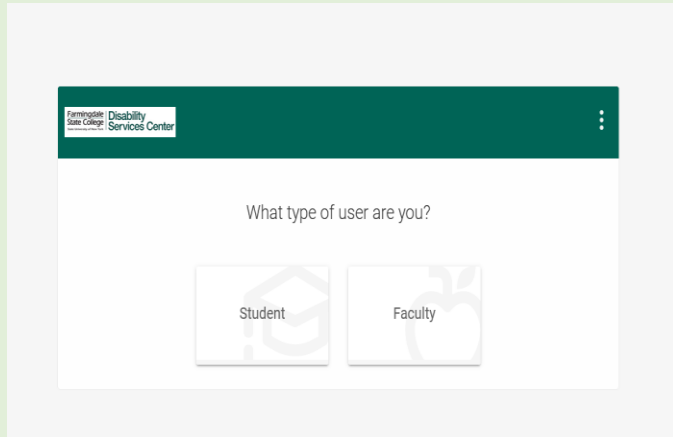 Farmingdale
State College
Disability
Services Center
What type of user are you?
Student
Faculty